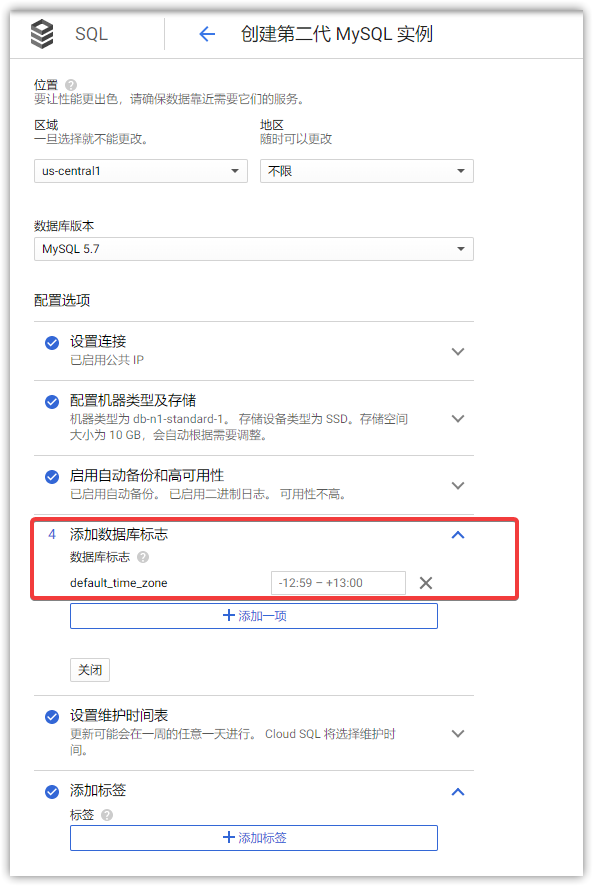 SQL
创建第二代 MySQL 实例
位置
要让性能更出色，请确保数据靠近需要它们的服务。
区域
一旦选择就不能更改。
地区
随时可以更改
us-central1
不限
数据库版本
MySQL 5.7
配置选项
设置连接
已启用公共 IP
配置机器类型及存储
机器类型为 db-n1-standard-1。 存储设备类型为 SSD。存储空间
大小为 10 GB，会自动根据需要调整。
启用自动备份和高可用性
已启用自动备份。 已启用二进制日志。 可用性不高。
4 添加数据库标志
数据库标志
default_time_zone
-12:59 – +13:00
添加一项
关闭
设置维护时间表
更新可能会在一周的任意一天进行。 Cloud SQL 将选择维护时
间。
添加标签
标签
添加标签